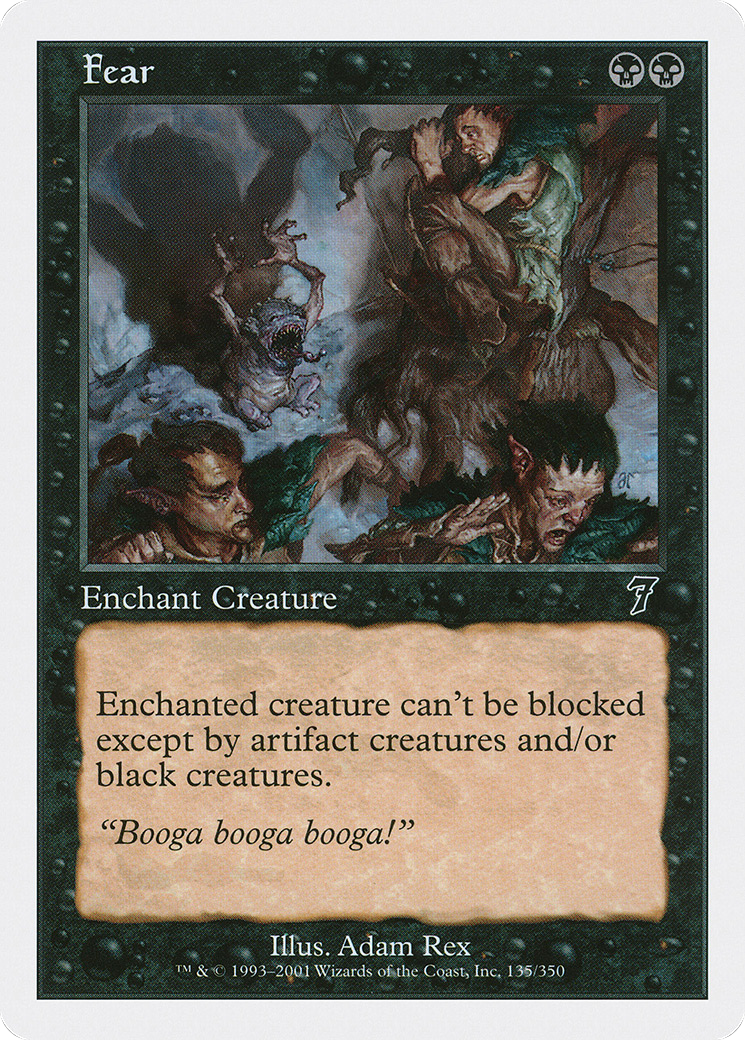 Fear
Enchant Creature
7
Enchanted creature can't be blocked
except by artifact creatures and/or
black creatures.
“Booga booga booga!”
Illus. Adam Rex
™ & © 1993–2001 Wizards of the Coast, Inc. 135/350